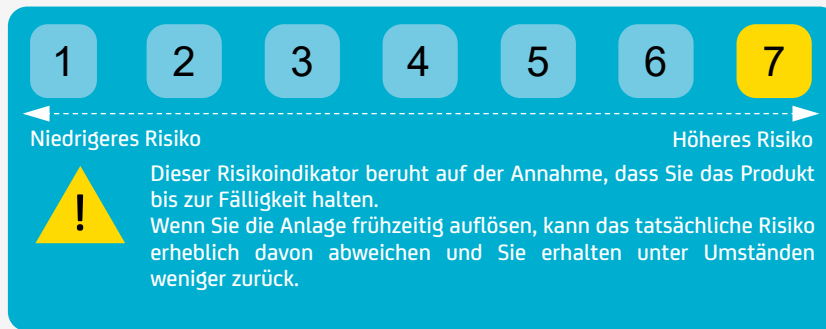 1 2 3 4 5 6 7
Niedrigeres Risiko Höheres Risiko
!
Dieser Risikoindikator beruht auf der Annahme, dass Sie das Produkt
bis zur Fälligkeit halten.
Wenn Sie die Anlage frühzeitig auflösen, kann das tatsächliche Risiko
erheblich davon abweichen und Sie erhalten unter Umständen
weniger zurück.